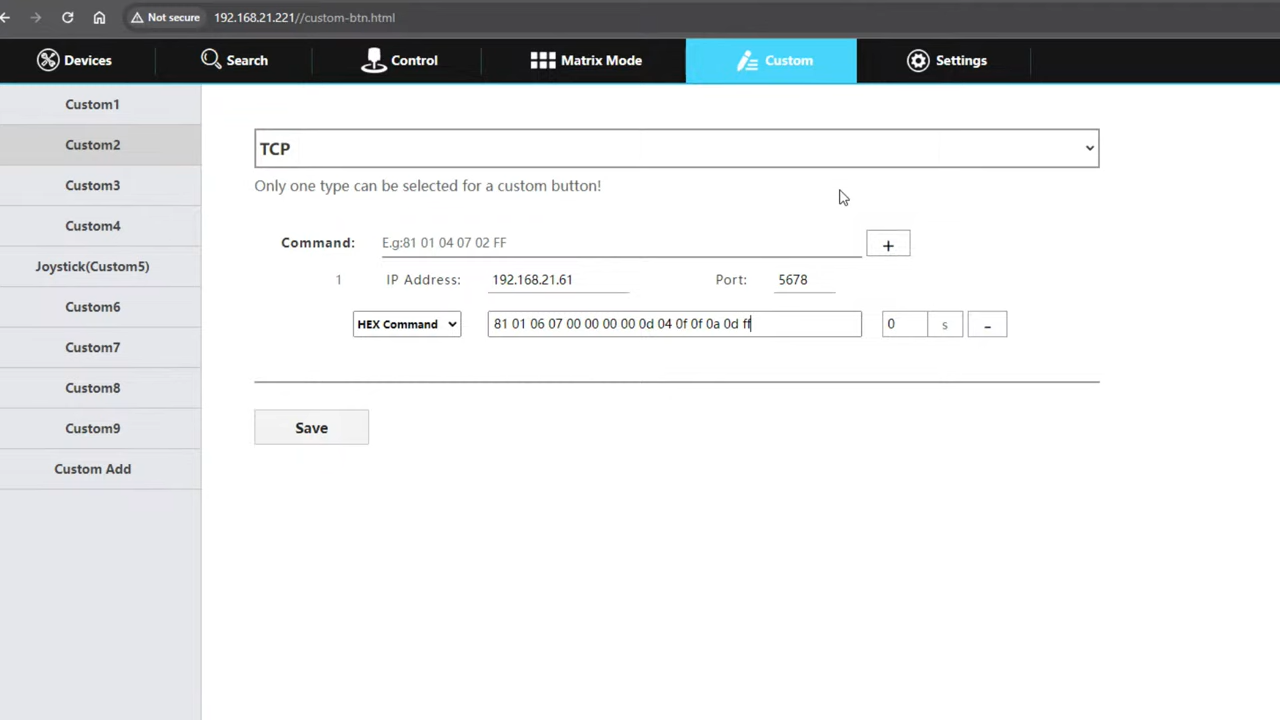 Not secure 192.168.21.221//custom-btn.html
Devices Search Control Matrix Mode Custom Settings
Custom1
Custom2
Custom3
Custom4
Joystick(Custom5)
Custom6
Custom7
Custom8
Custom9
Custom Add
TCP
Only one type can be selected for a custom button!
Command: E.g:81 01 04 07 02 FF +
1 IP Address: 192.168.21.61 Port: 5678
HEX Command 81 01 06 07 00 00 00 00 0d 04 0f 0f 0a 0d ff 0 s -
Save